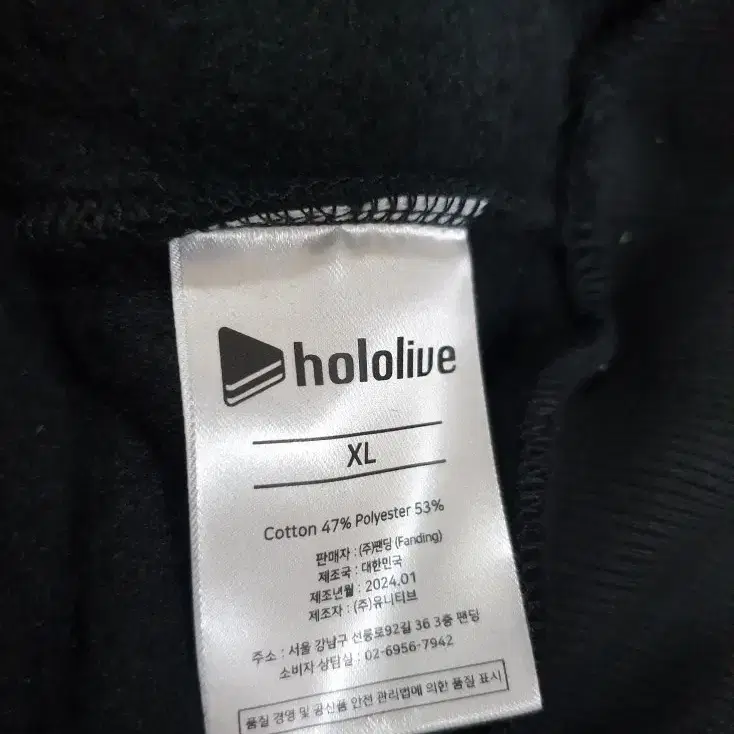 hololive
XL
Cotton 47% Polyester 53%
판매자 : (주)팬딩 (Fanding)
제조국 : 대한민국
제조년월 : 2024.01
제조자 : (주)유니티브
주소 : 서울 강남구 선릉로92길 36 3층 팬딩
소비자 상담실 : 02-6956-7942
품질 경영 및 공산품 안전 관리법에 의한 품질 표시